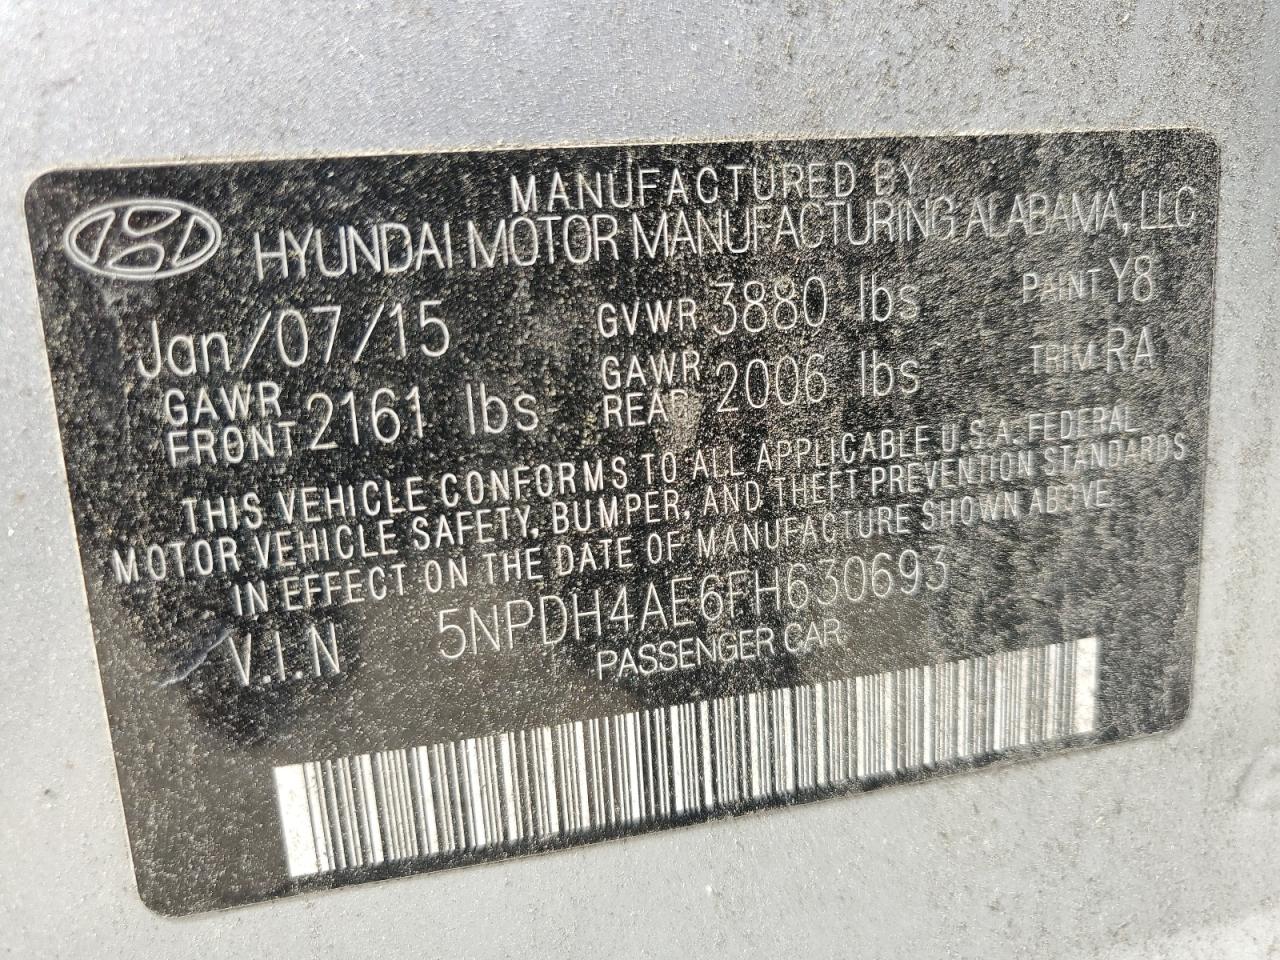 MANUFACTURED BY
HYUNDAI MOTOR MANUFACTURING ALABAMA, LLC
Jan/07/15 GVWR 3880 lbs PAINT Y8
GAWR FRONT 2161 lbs GAWR REAR 2006 lbs TRIM RA
THIS VEHICLE CONFORMS TO ALL APPLICABLE U.S.A. FEDERAL
MOTOR VEHICLE SAFETY, BUMPER, AND THEFT PREVENTION STANDARDS
IN EFFECT ON THE DATE OF MANUFACTURE SHOWN ABOVE.
V.I.N 5NPDH4AE6FH630693
PASSENGER CAR